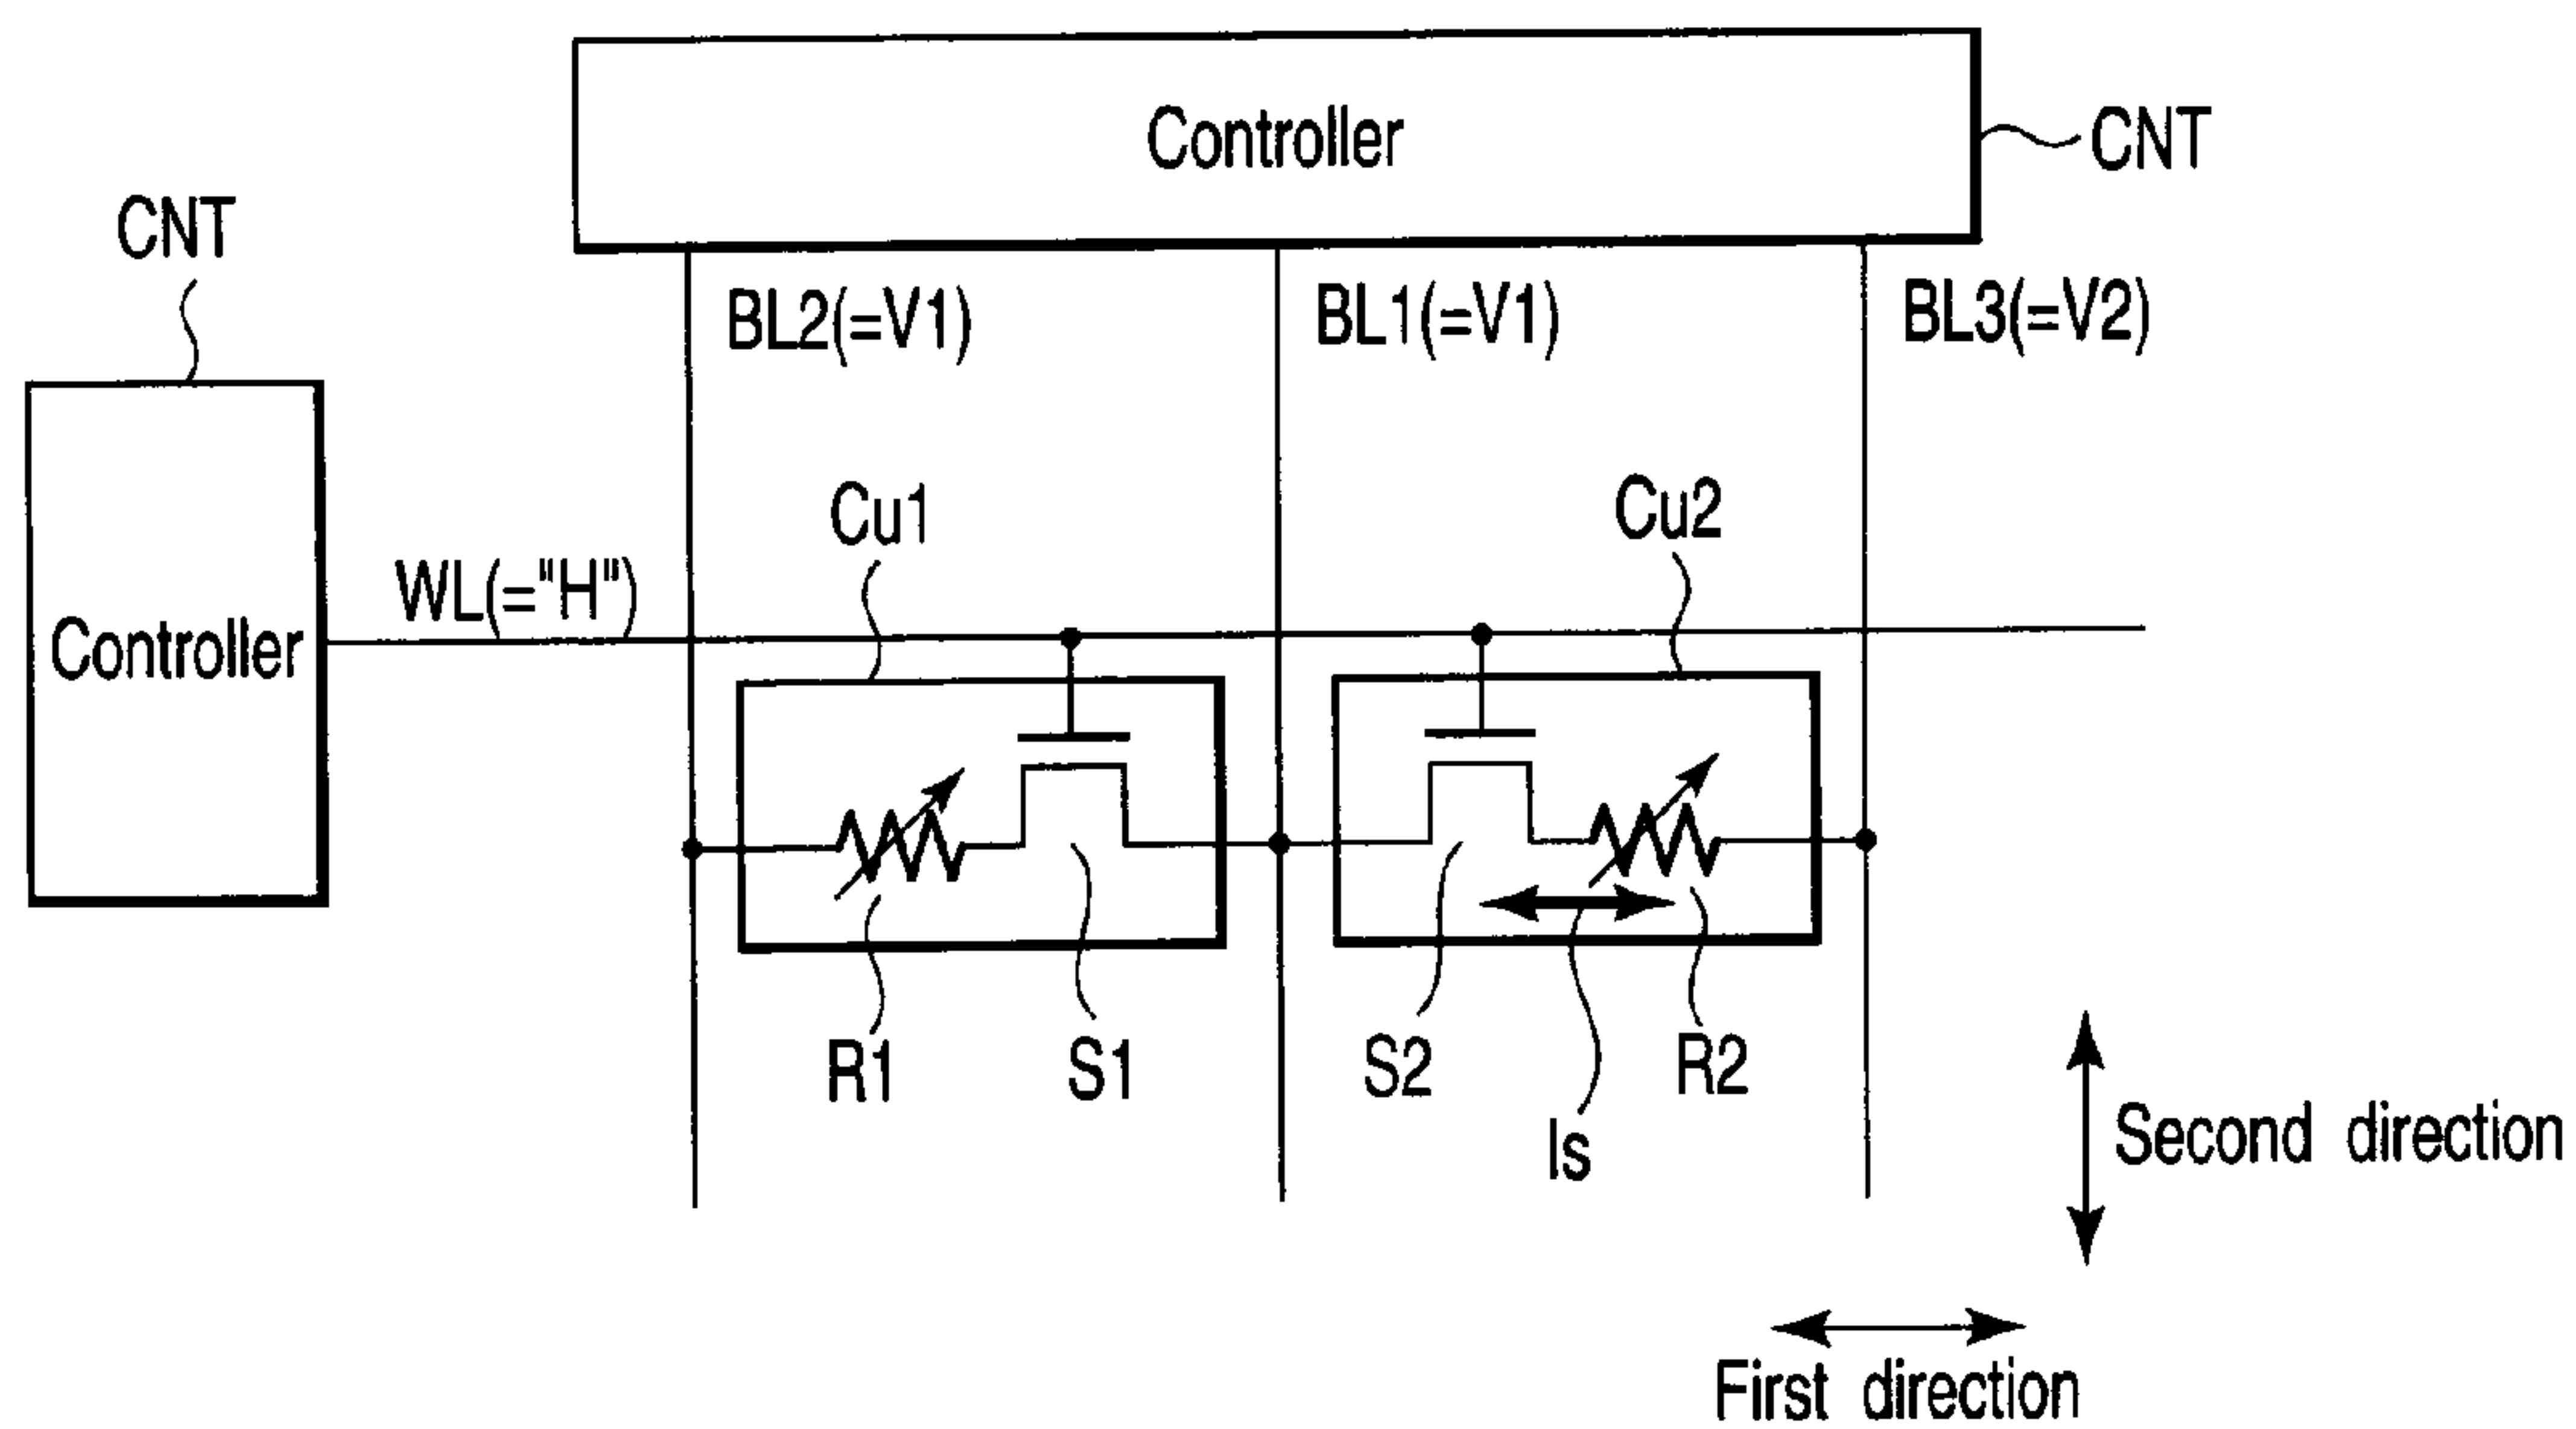 Controller
CNT
CNT
BL2(=V1)
BL1(=V1)
BL3(=V2)
Cu1
Cu2
WL(="H")
Controller
R1
S1
S2
R2
Is
Second direction
First direction